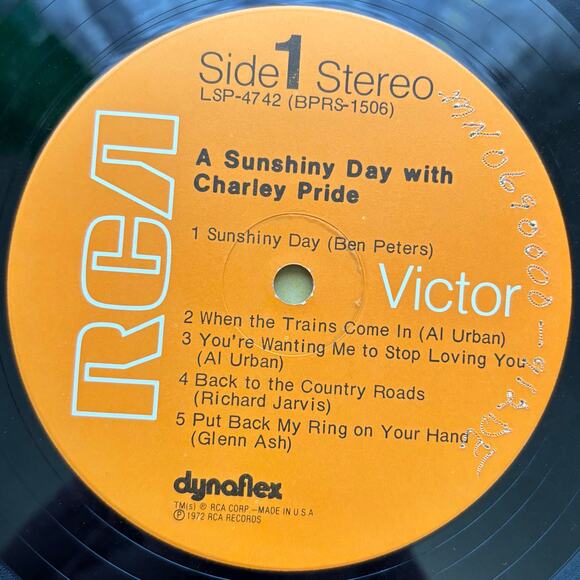 Side 1 Stereo
LSP-4742 (BPRS-1506)
A Sunshiny Day with
Charley Pride
1 Sunshiny Day (Ben Peters)
RCA
Victor
2 When the Trains Come In (Al Urban)
3 You're Wanting Me to Stop Loving You
(Al Urban)
4 Back to the Country Roads
(Richard Jarvis)
5 Put Back My Ring on Your Hand
(Glenn Ash)
dynaflex
TM(s) ® RCA CORP—MADE IN U.S.A
℗ 1972 RCA RECORDS